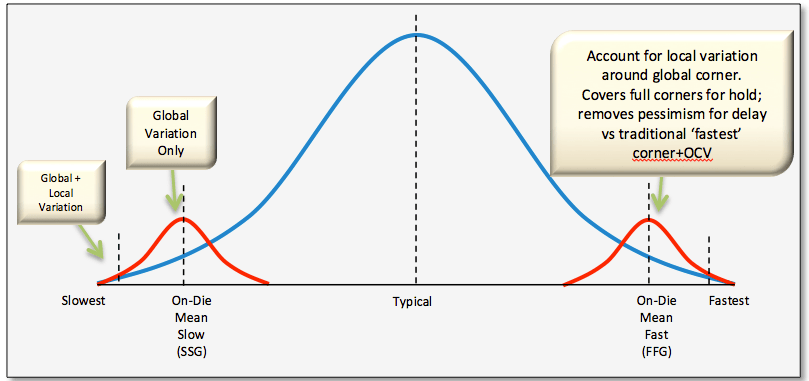 Global +
Local
Variation
Global
Variation
Only
Account for local variation
around global corner.
Covers full corners for hold;
removes pessimism for delay
vs traditional ‘fastest’
corner+OCV
Slowest
On-Die
Mean
Slow
(SSG)
Typical
On-Die
Mean
Fast
(FFG)
Fastest